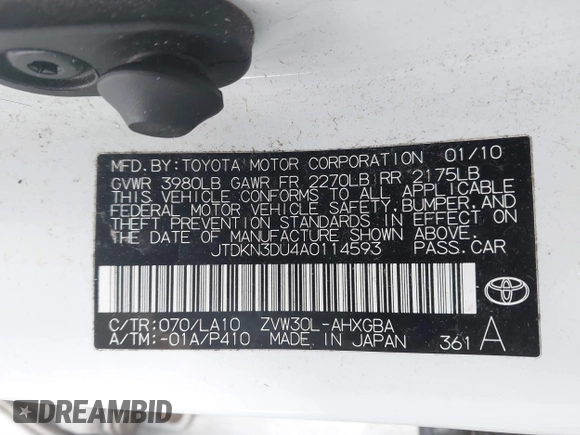 MFD.BY:TOYOTA MOTOR CORPORATION 01/10
GVWR 3980LB GAWR FR 2270LB RR 2175LB
THIS VEHICLE CONFORMS TO ALL APPLICABLE
FEDERAL MOTOR VEHICLE SAFETY, BUMPER, AND
THEFT PREVENTION STANDARDS IN EFFECT ON
THE DATE OF MANUFACTURE SHOWN ABOVE.
JTDKN3DU4A0114593 PASS.CAR
C/TR:070/LA10 ZVW30L-AHXGBA
A/TM:-01A/P410 MADE IN JAPAN 361 A
TOYOTA
DREAMBID